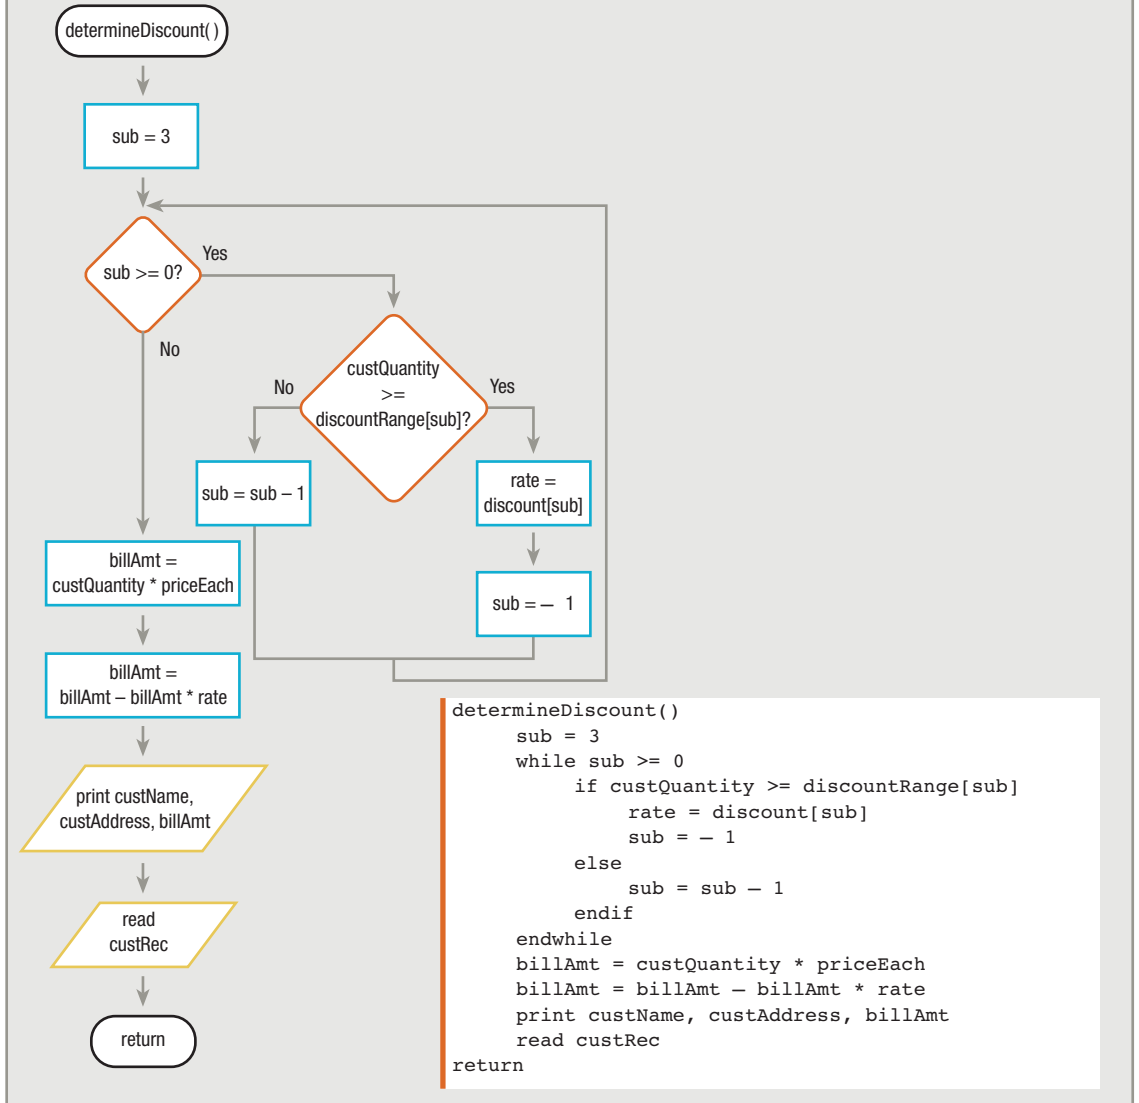 determineDiscount( )
sub = 3
sub >= 0?
Yes
No
custQuantity
>=
discountRange[sub]?
No
Yes
sub = sub – 1
rate =
discount[sub]
sub = – 1
billAmt =
custQuantity * priceEach
billAmt =
billAmt – billAmt * rate
print custName,
custAddress, billAmt
read
custRec
return
determineDiscount()
     sub = 3
     while sub >= 0
          if custQuantity >= discountRange[sub]
               rate = discount[sub]
               sub = – 1
          else
               sub = sub – 1
          endif
     endwhile
     billAmt = custQuantity * priceEach
     billAmt = billAmt – billAmt * rate
     print custName, custAddress, billAmt
     read custRec
return